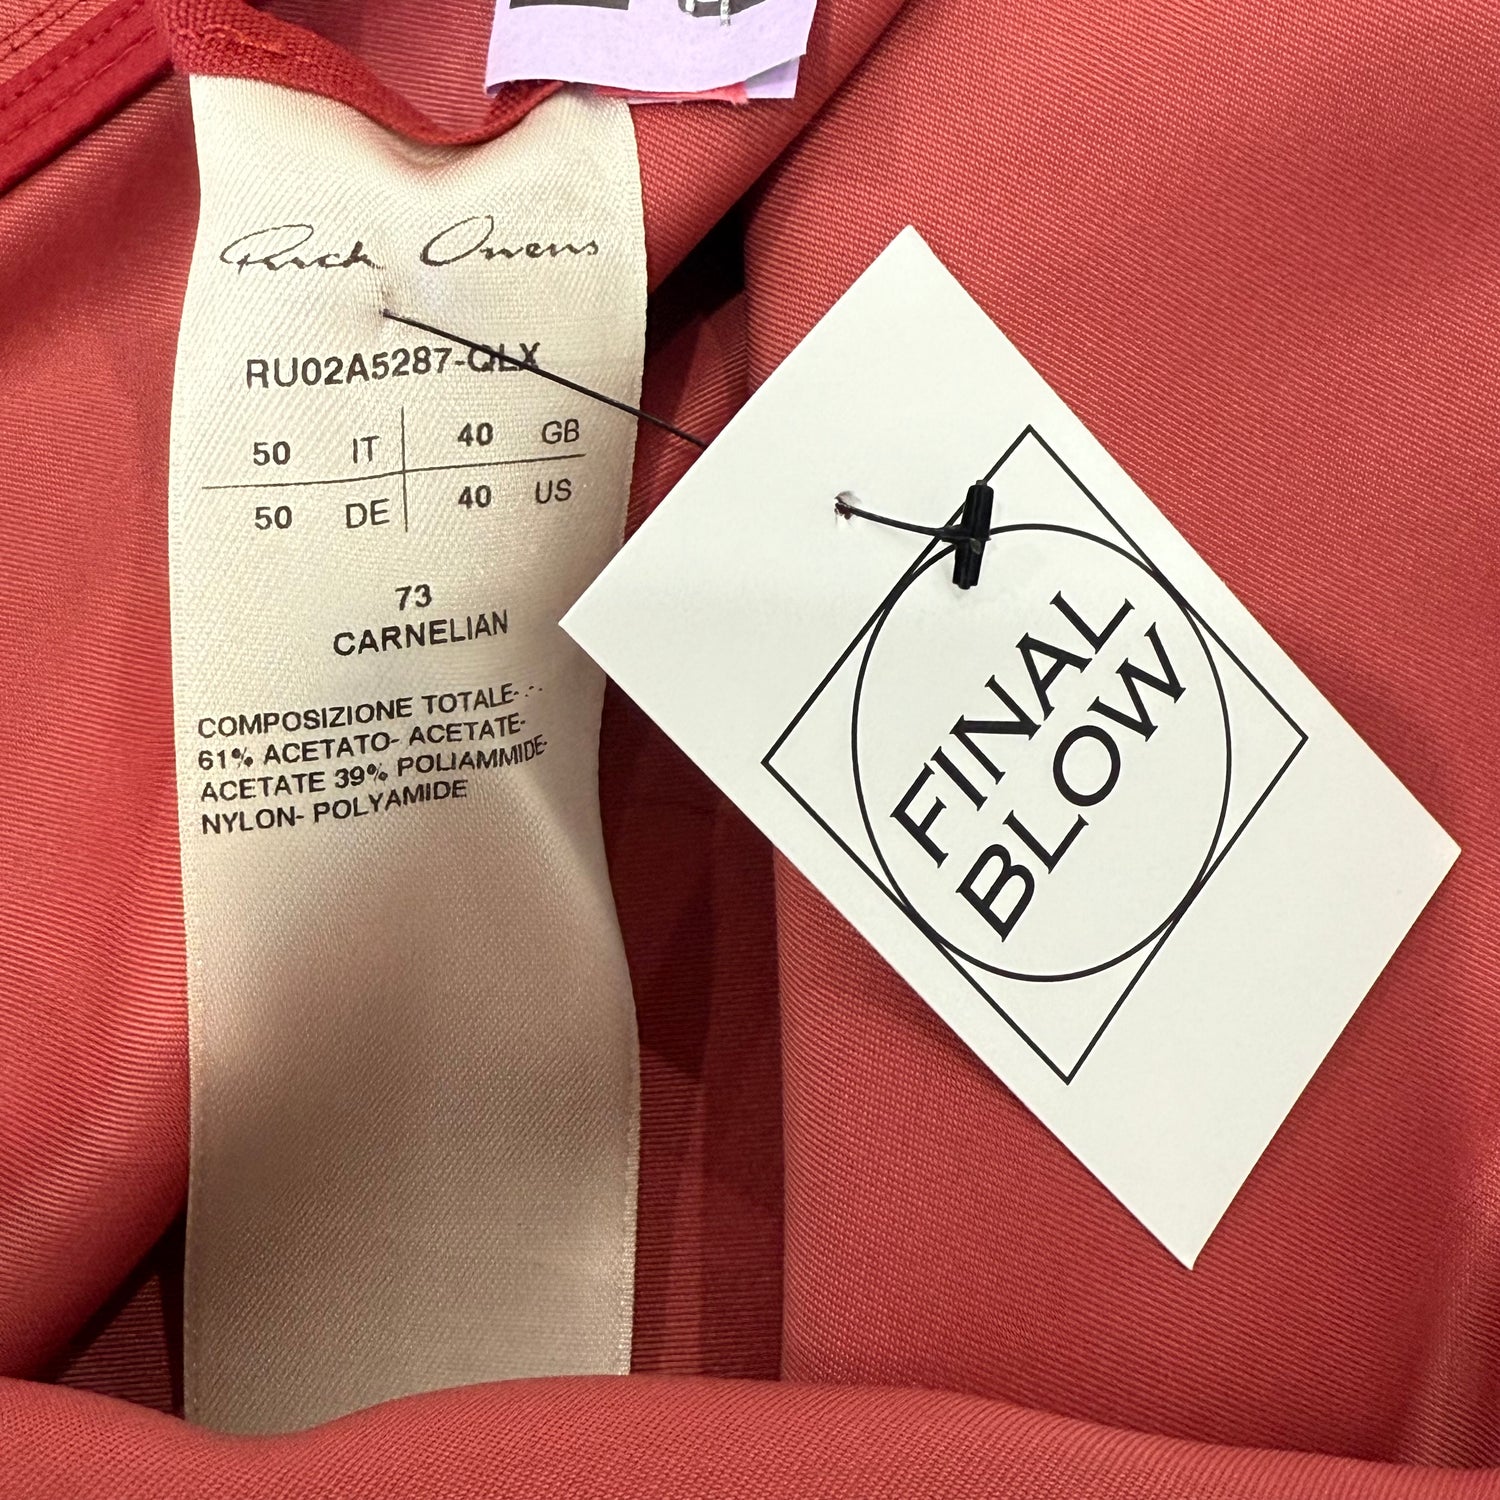 Rick Owens
RU02A5287-QLX
50 IT 40 GB
50 DE 40 US
73
CARNELIAN
COMPOSIZIONE TOTALE-
61% ACETATO- ACETATE-
ACETATE 39% POLIAMMIDE-
NYLON- POLYAMIDE
FINAL
BLOW